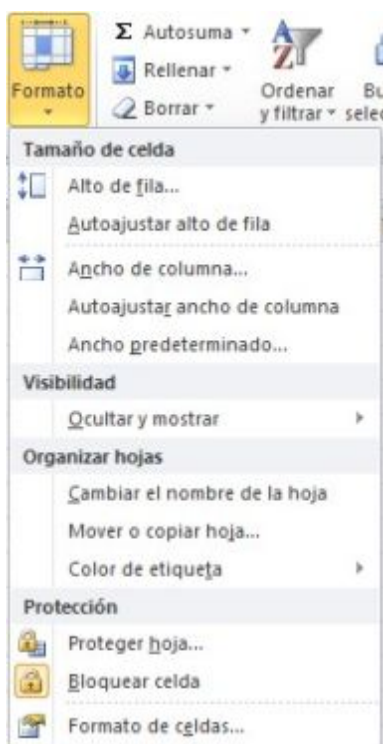 Σ Autosuma
Rellenar
Borrar
Formato
AZ
Ordenar
y filtrar
Tamaño de celda
Alto de fila...
Autoajustar alto de fila
Ancho de columna...
Autoajustar ancho de columna
Ancho predeterminado...
Visibilidad
Ocultar y mostrar
Organizar hojas
Cambiar el nombre de la hoja
Mover o copiar hoja...
Color de etiqueta
Protección
Proteger hoja...
Bloquear celda
Formato de celdas...